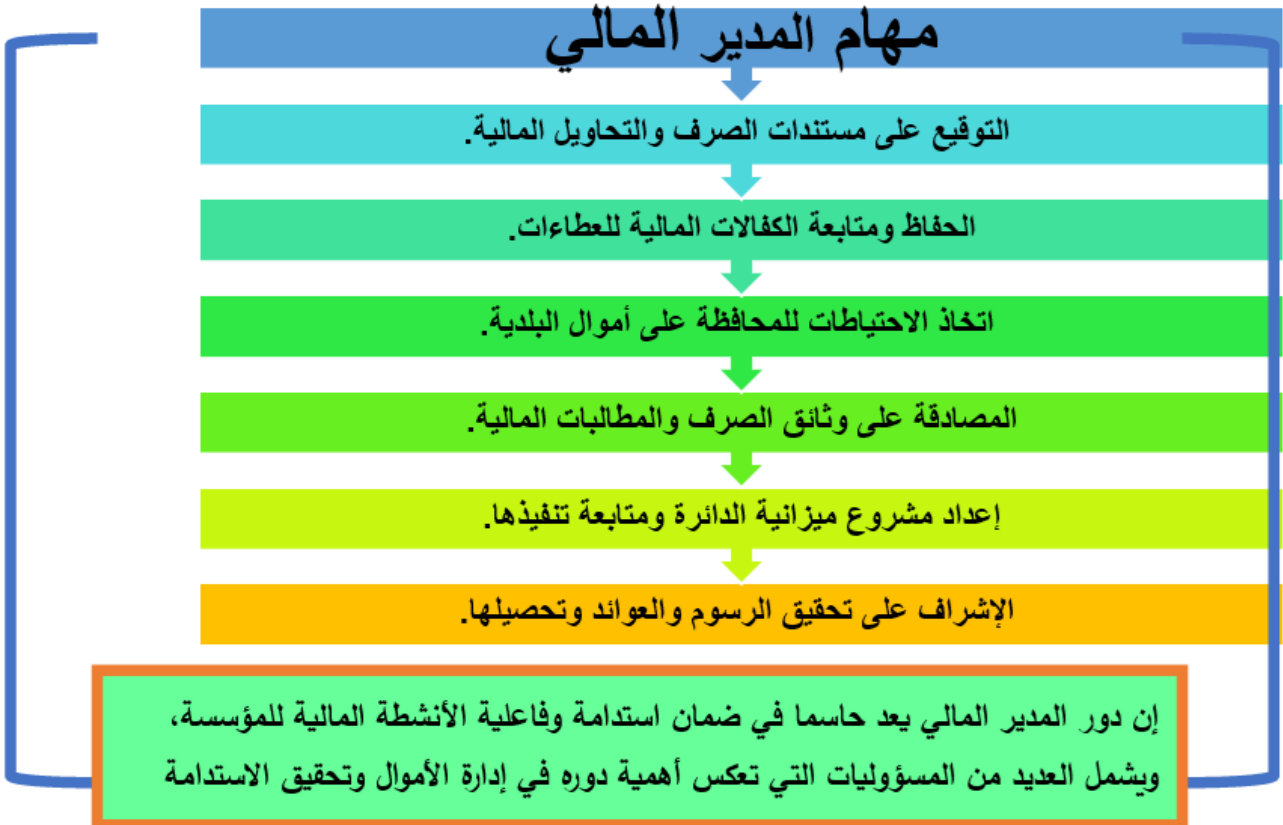 مهام المدير المالي
التوقيع على مستندات الصرف والتحاويل المالية.
الحفاظ ومتابعة الكفالات المالية للعطاءات.
اتخاذ الاحتياطات للمحافظة على أموال البلدية.
المصادقة على وثائق الصرف والمطالبات المالية.
إعداد مشروع ميزانية الدائرة ومتابعة تنفيذها.
الإشراف على تحقيق الرسوم والعوائد وتحصيلها.
إن دور المدير المالي يعد حاسما في ضمان استدامة وفاعلية الأنشطة المالية للمؤسسة،
ويشمل العديد من المسؤوليات التي تعكس أهمية دوره في إدارة الأموال وتحقيق الاستدامة